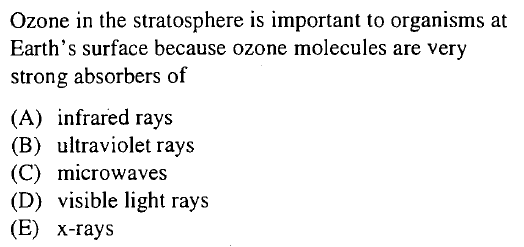 Ozone in the stratosphere is important to organisms at
Earth's surface because ozone molecules are very
strong absorbers of
(A) infrared rays
(B) ultraviolet rays
(C) microwaves
(D) visible light rays
(E) x-rays